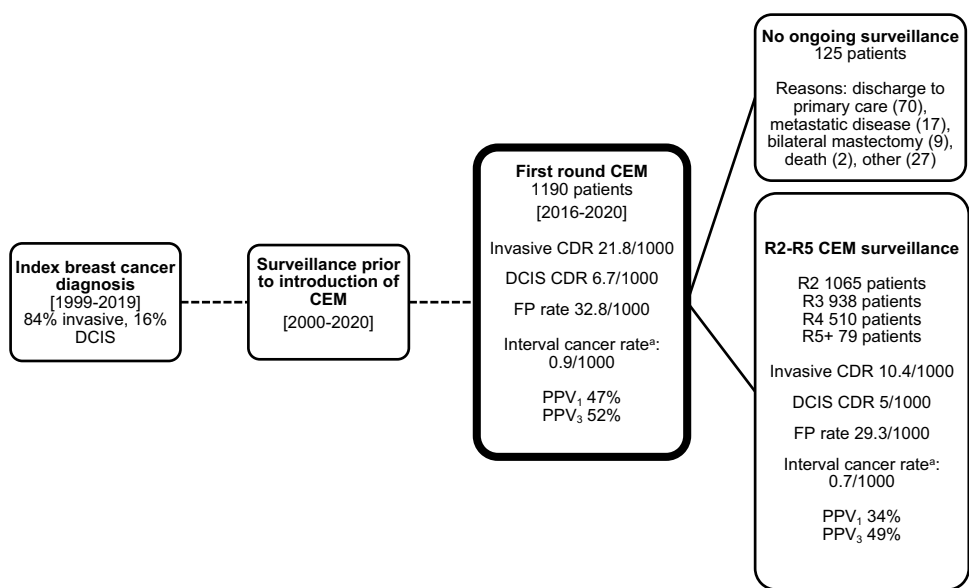 Index breast cancer
diagnosis
[1999-2019]
84% invasive, 16%
DCIS
Surveillance prior
to introduction of
CEM
[2000-2020]
First round CEM
1190 patients
[2016-2020]
Invasive CDR 21.8/1000
DCIS CDR 6.7/1000
FP rate 32.8/1000
Interval cancer rateᵃ:
0.9/1000
PPV₁ 47%
PPV₃ 52%
No ongoing surveillance
125 patients
Reasons: discharge to
primary care (70),
metastatic disease (17),
bilateral mastectomy (9),
death (2), other (27)
R2-R5 CEM surveillance
R2 1065 patients
R3 938 patients
R4 510 patients
R5+ 79 patients
Invasive CDR 10.4/1000
DCIS CDR 5/1000
FP rate 29.3/1000
Interval cancer rateᵃ:
0.7/1000
PPV₁ 34%
PPV₃ 49%